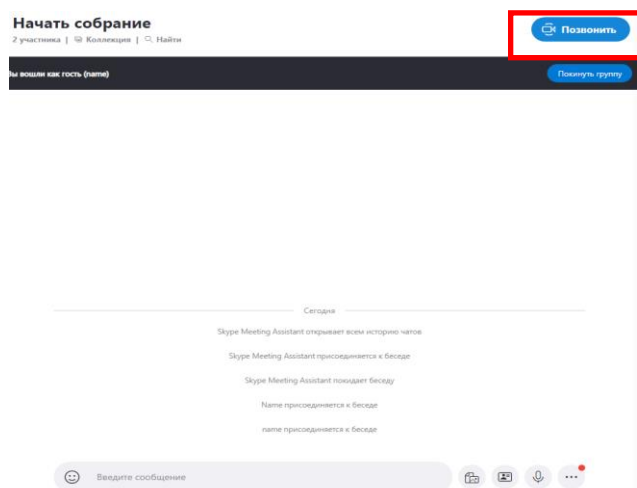 Начать собрание
Позвонить
2 участника | Коллекция | Найти
Вы вошли как гость (name)
Покинуть группу
Сегодня
Skype Meeting Assistant открывает всем историю чатов
Skype Meeting Assistant присоединяется к беседе
Skype Meeting Assistant покидает беседу
Name присоединяется к беседе
name присоединяется к беседе
Введите сообщение